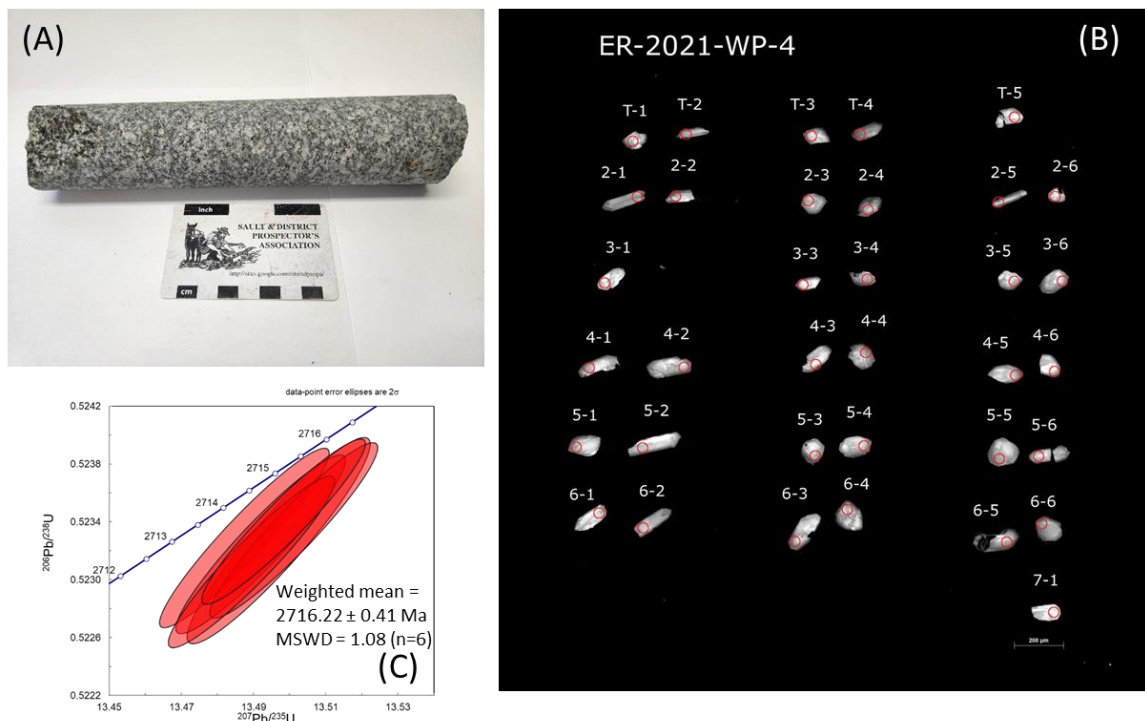 (A)
inch
SAULT & DISTRICT
PROSPECTOR'S
ASSOCIATION
cm
ER-2021-WP-4
(B)
T-1 T-2 T-3 T-4 T-5
2-1 2-2 2-3 2-4 2-5 2-6
3-1 3-3 3-4 3-5 3-6
4-1 4-2 4-3 4-4 4-5 4-6
5-1 5-2 5-3 5-4 5-5 5-6
6-1 6-2 6-3 6-4 6-5 6-6
7-1
200 µm
data-point error ellipses are 2σ
0.5242
0.5238
0.5234
0.5230
0.5226
0.5222
206Pb/238U
2716
2715
2714
2713
2712
Weighted mean =
2716.22 ± 0.41 Ma
MSWD = 1.08 (n=6)
(C)
13.45 13.47 13.49 13.51 13.53
207Pb/235U